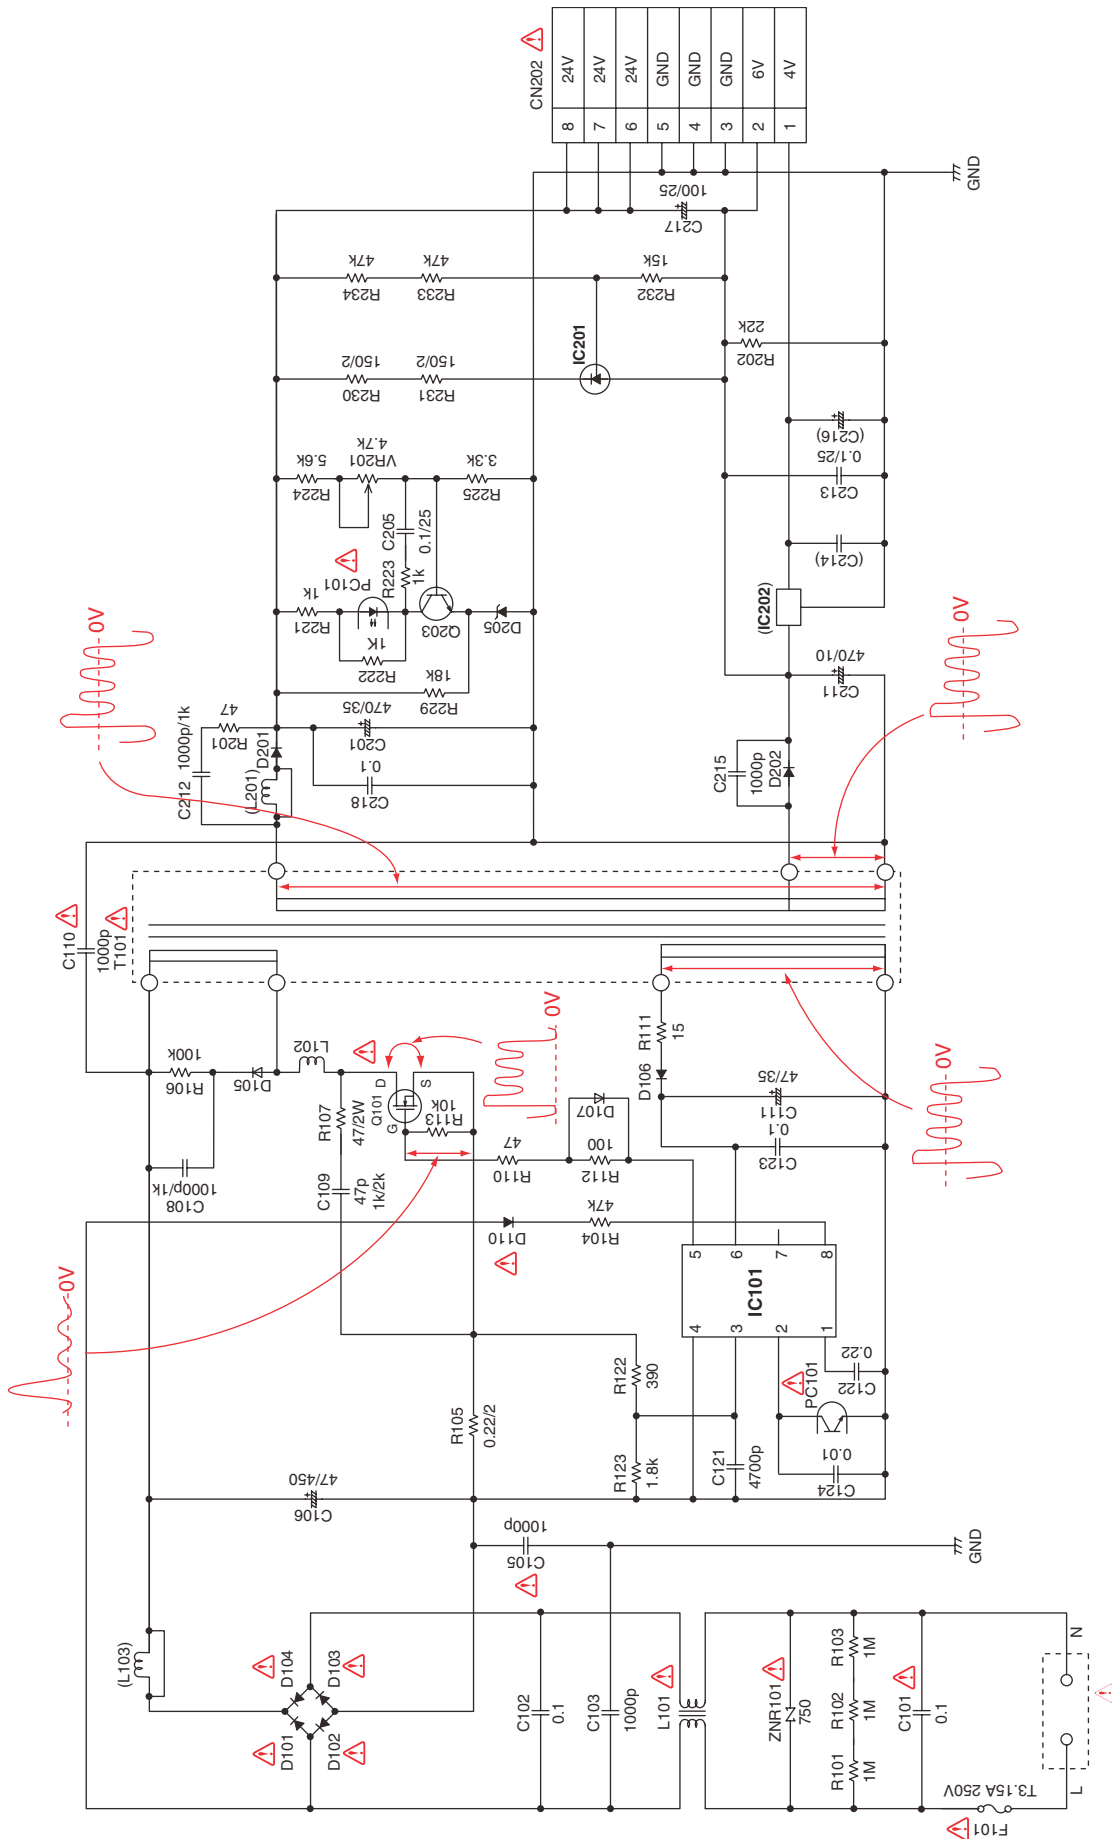 CN202
8 24V
7 24V
6 24V
5 GND
4 GND
3 GND
2 6V
1 4V
100/25
C217
GND
47k
R234
47k
R233
15k
R232
150/2
R230
150/2
R231
IC201
22k
R202
5.6k
R224
4.7k
VR201
3.3k
R225
C205
0.1/25
R223
1k
PC101
1k
R221
1K
R222
Q203
D205
18k
R229
(C216)
0.1/25
C213
(C214)
(IC202)
0V
47
R201
C212 1000p/1k
D201
(L201)
470/35
C201
0.1
C218
470/10
C211
0V
C215
1000p
D202
C110
1000p
T101
100k
R106
D105
L102
1000p/1k
C108
R107
47/2W
C109
47p
1k/2k
Q101
D
S
G
10k
R113
0V
R111
15
D106
47/35
C111
0.1
C123
D107
47
R110
100
R112
47k
R104
D110
0V
0V
5
6
7
8
IC101
4
3
2
1
R105
0.22/2
R122
390
R123
1.8k
C121
4700p
PC101
0.22
C122
0.01
C124
47/450
C106
1000p
C105
GND
(L103)
D104
D103
D101
D102
C102
0.1
C103
1000p
L101
ZNR101
750
R103
1M
R102
1M
R101
1M
C101
0.1
T3.15A 250V
F101
N
L